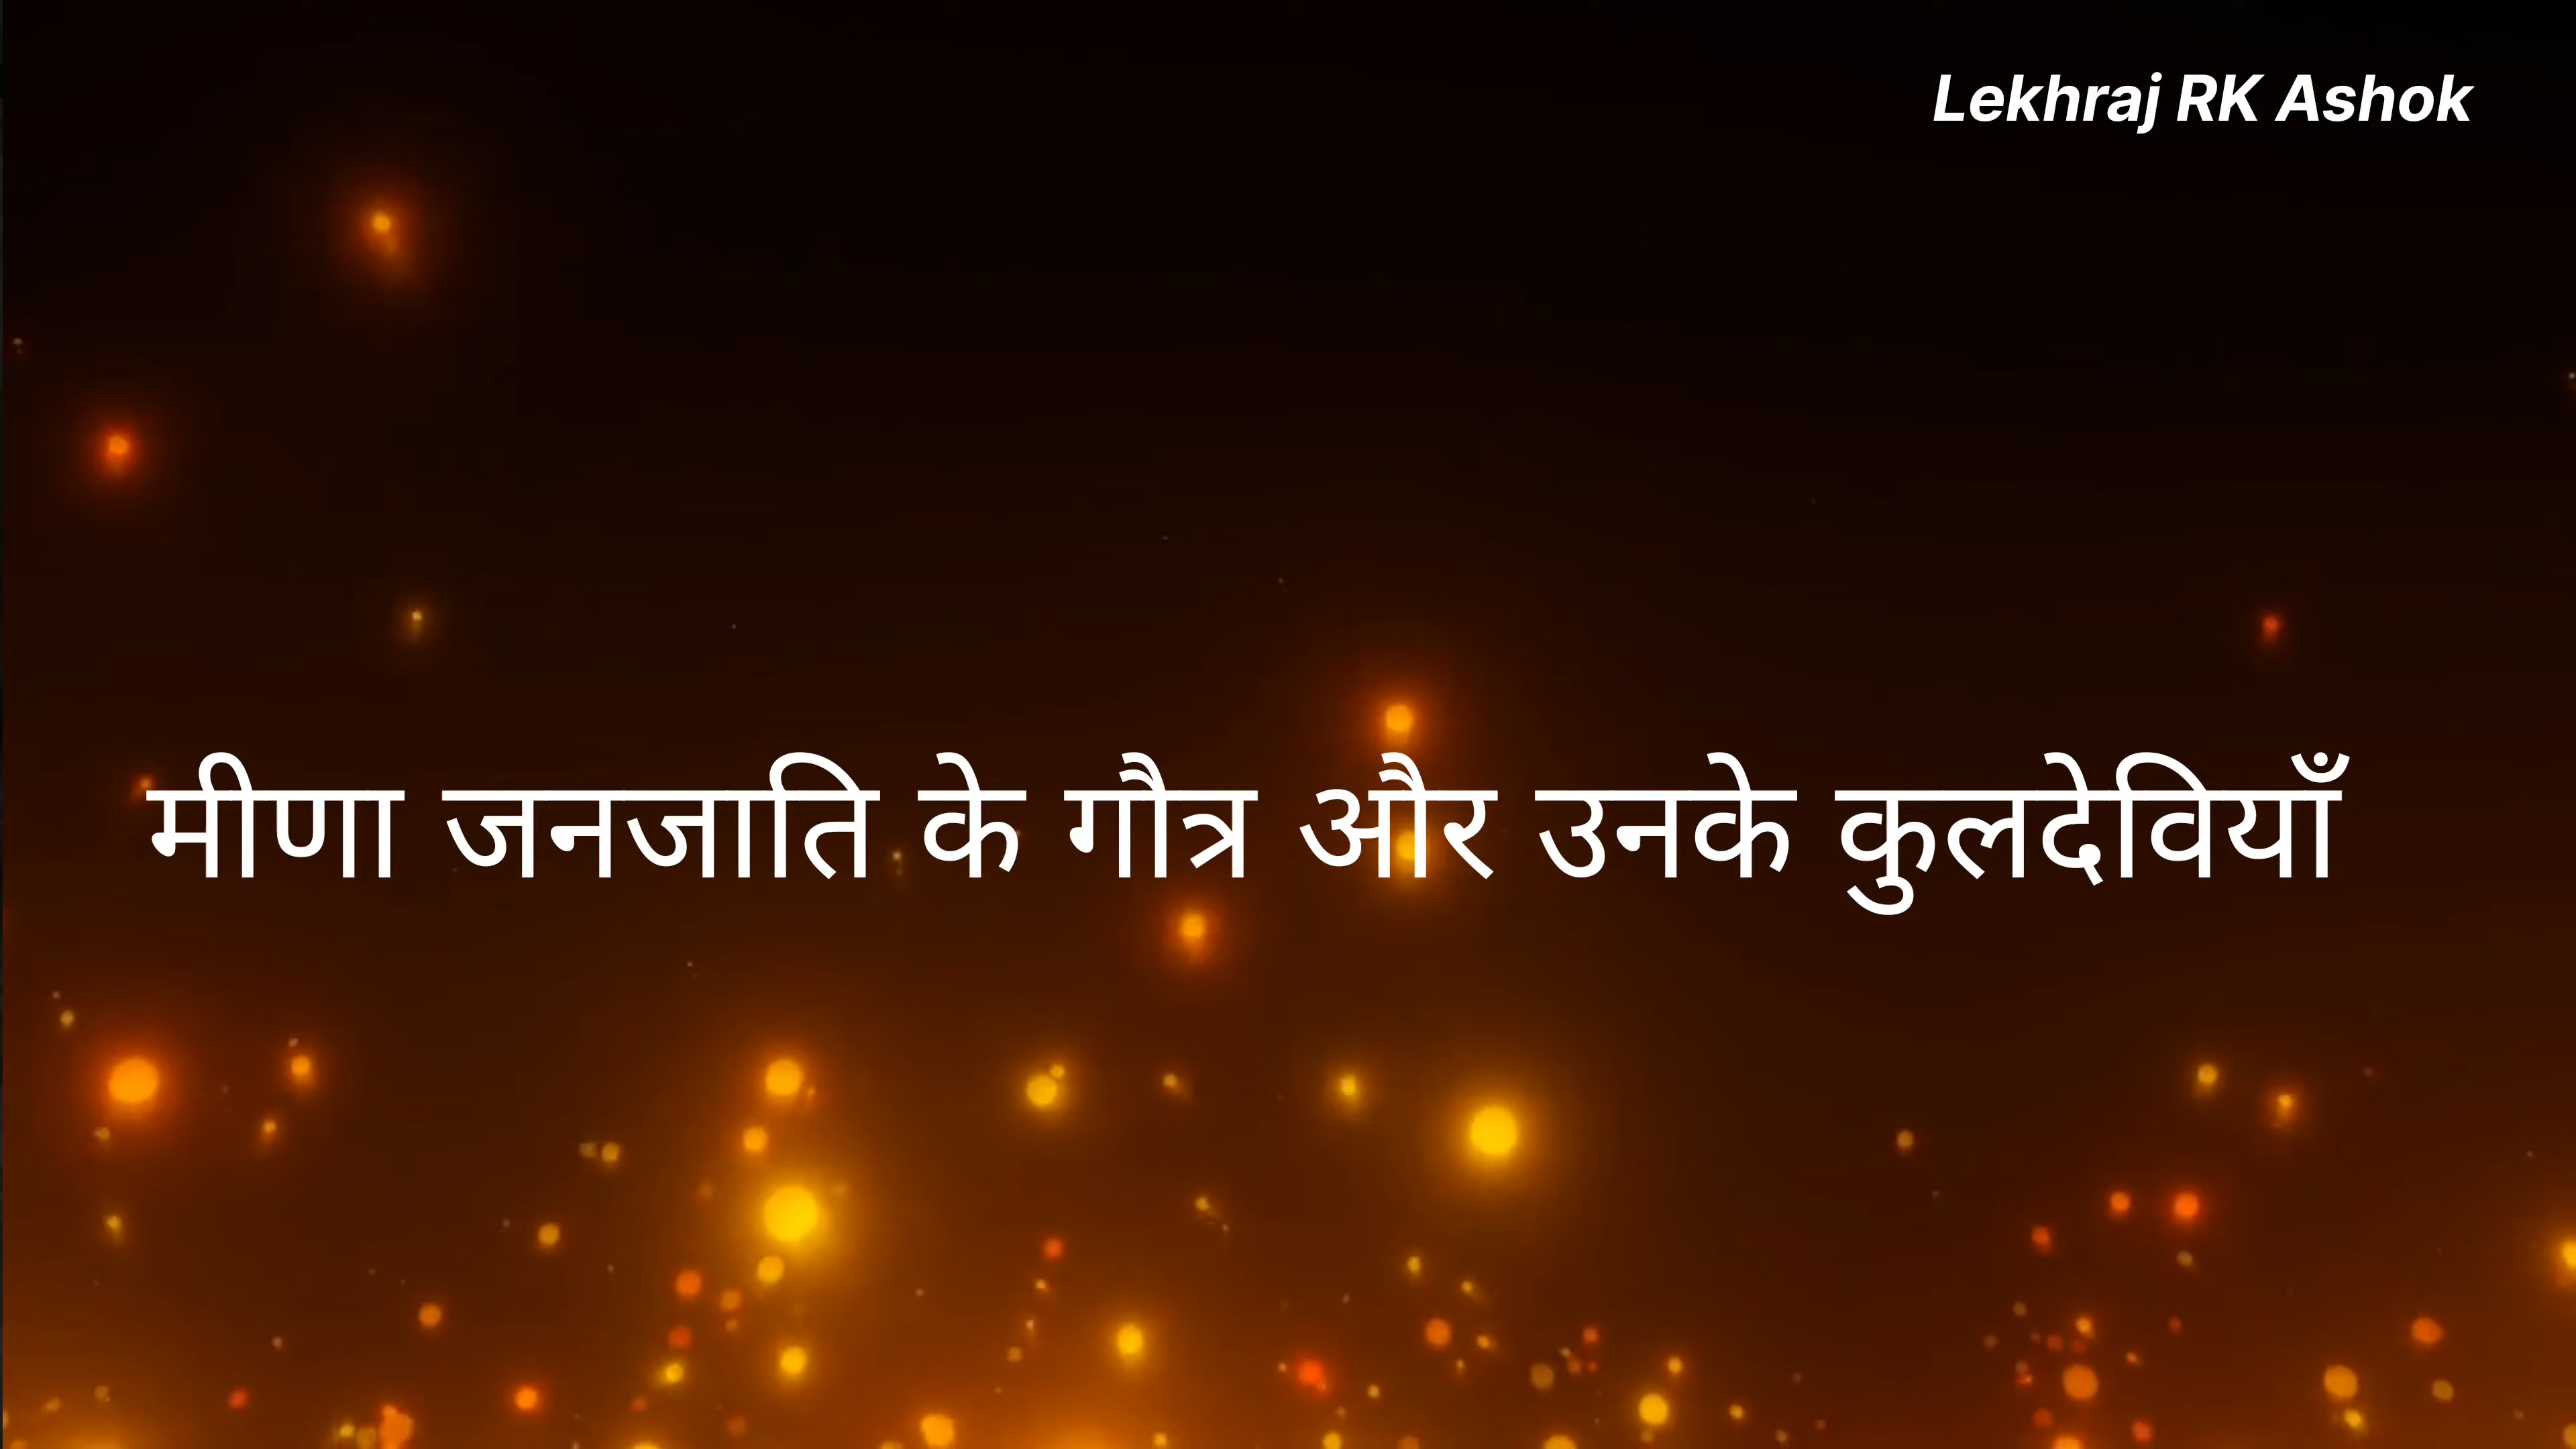 Lekhraj RK Ashok
मीणा जनजाति के गौत्र और उनके कुलदेवियाँ